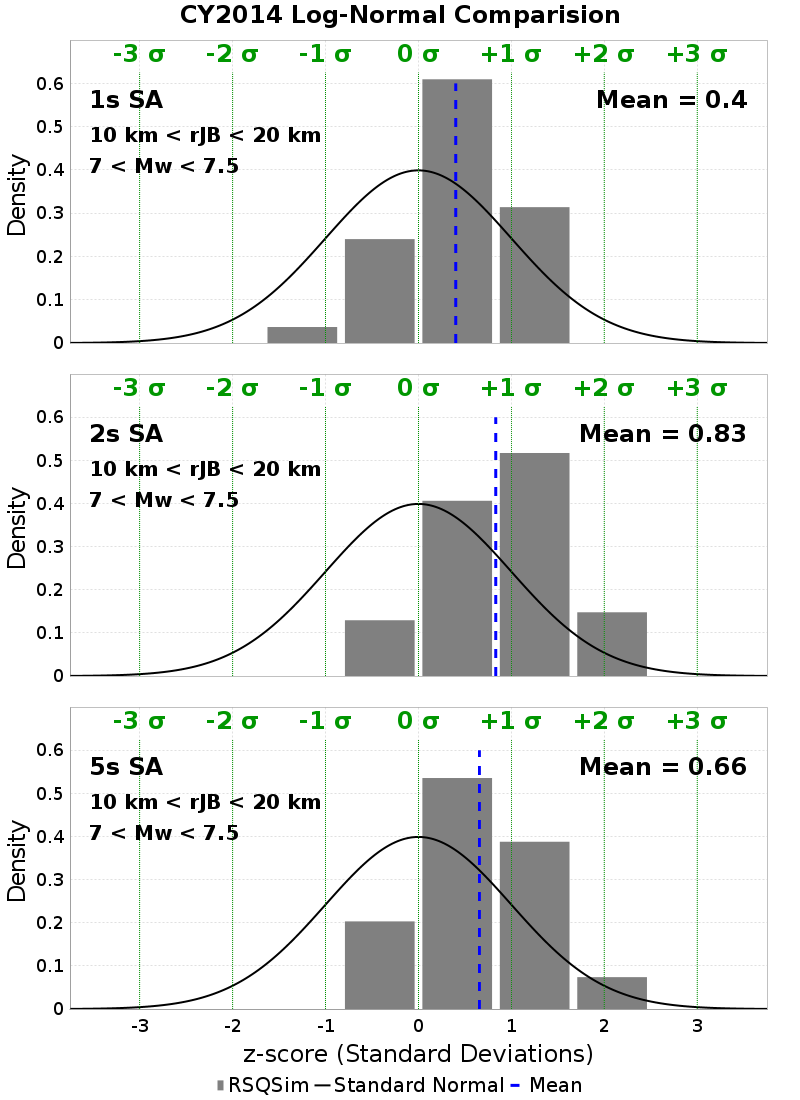 CY2014 Log-Normal Comparision
-3 σ -2 σ -1 σ 0 σ +1 σ +2 σ +3 σ
1s SA
Mean = 0.4
10 km < rJB < 20 km
7 < Mw < 7.5
Density
0.6
0.5
0.4
0.3
0.2
0.1
0
-3 σ -2 σ -1 σ 0 σ +1 σ +2 σ +3 σ
2s SA
Mean = 0.83
10 km < rJB < 20 km
7 < Mw < 7.5
Density
0.6
0.5
0.4
0.3
0.2
0.1
0
-3 σ -2 σ -1 σ 0 σ +1 σ +2 σ +3 σ
5s SA
Mean = 0.66
10 km < rJB < 20 km
7 < Mw < 7.5
Density
0.6
0.5
0.4
0.3
0.2
0.1
0
-3 -2 -1 0 1 2 3
z-score (Standard Deviations)
RSQSim Standard Normal Mean